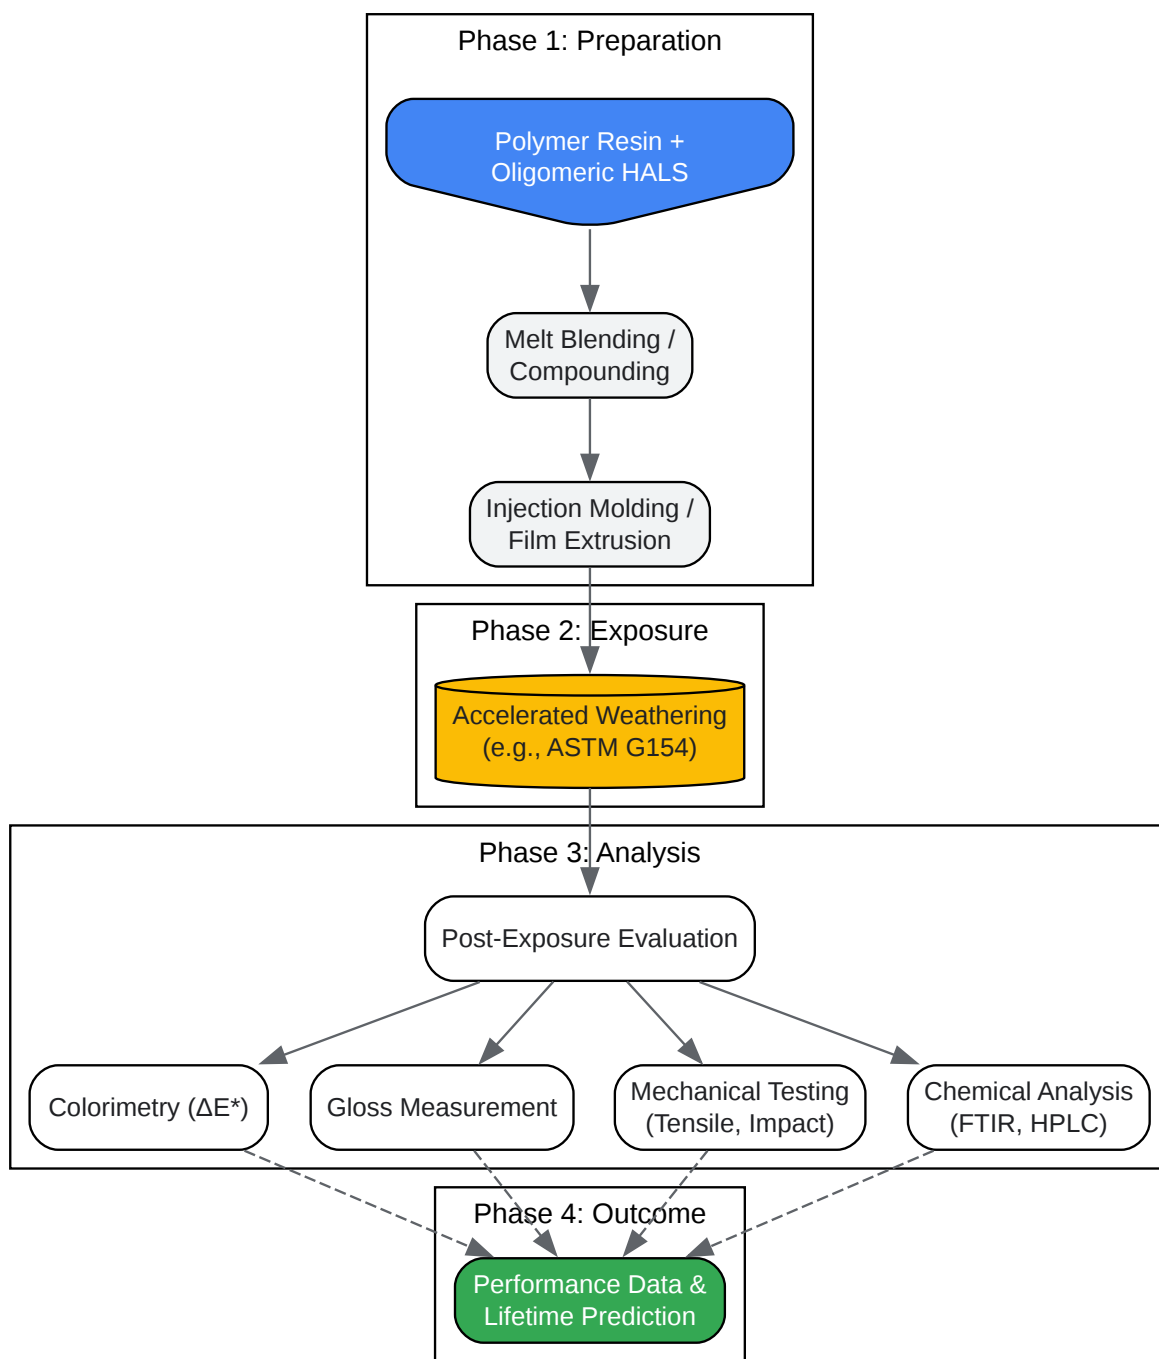 Phase 1: Preparation
Polymer Resin +
Oligomeric HALS
Melt Blending /
Compounding
Injection Molding /
Film Extrusion
Phase 2: Exposure
Accelerated Weathering
(e.g., ASTM G154)
Phase 3: Analysis
Post-Exposure Evaluation
Colorimetry (ΔE*)
Gloss Measurement
Mechanical Testing
(Tensile, Impact)
Chemical Analysis
(FTIR, HPLC)
Phase 4: Outcome
Performance Data &
Lifetime Prediction